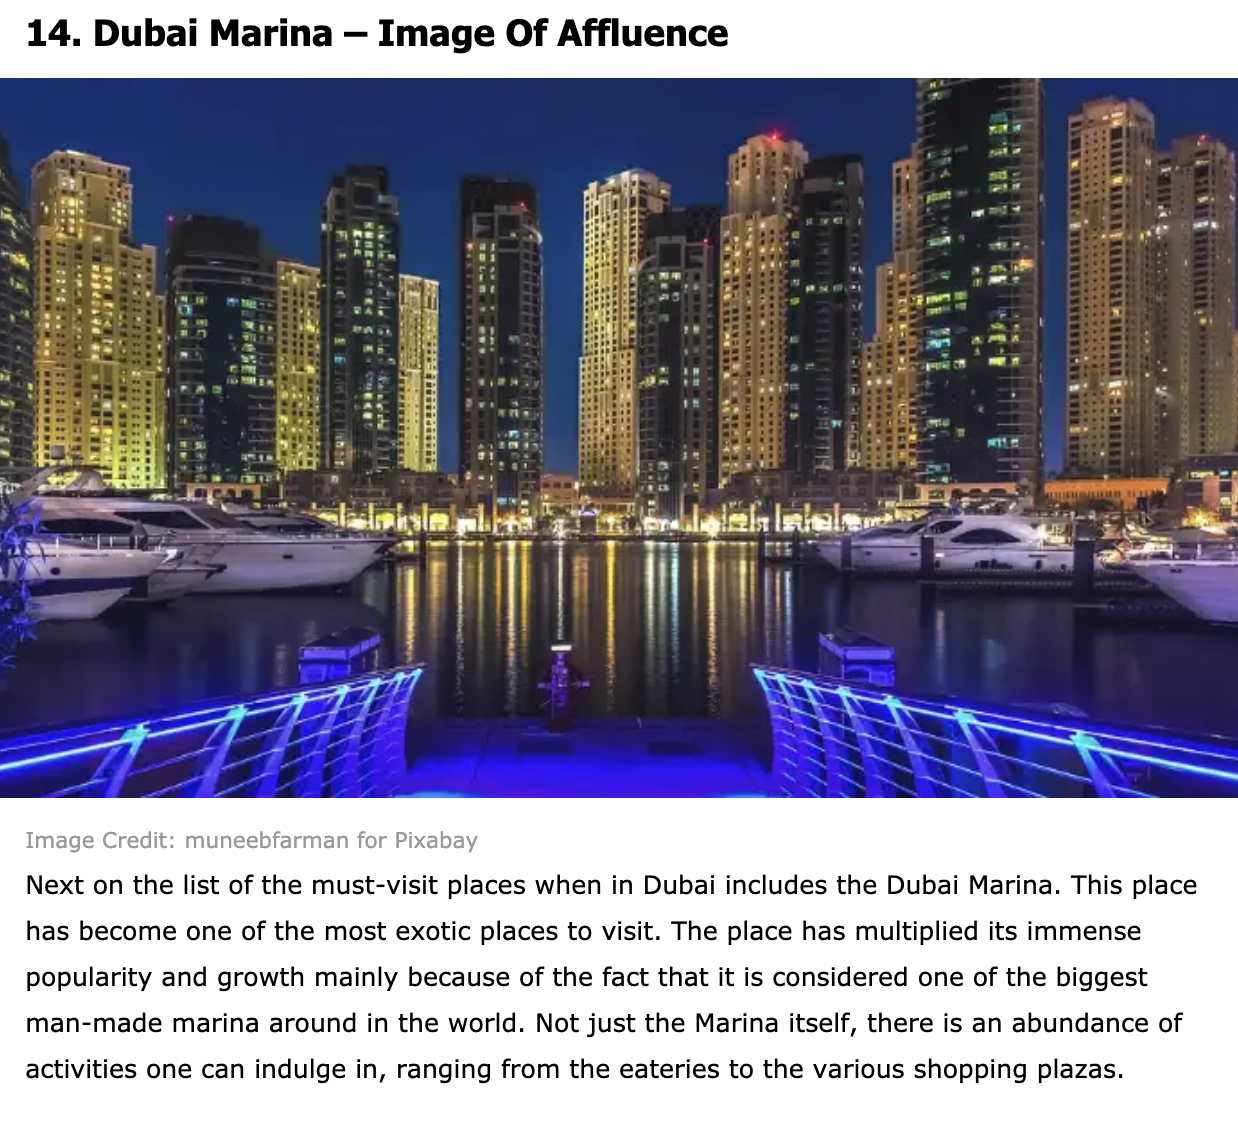 14. Dubai Marina – Image Of Affluence
Image Credit: muneebfarman for Pixabay
Next on the list of the must-visit places when in Dubai includes the Dubai Marina. This place
has become one of the most exotic places to visit. The place has multiplied its immense
popularity and growth mainly because of the fact that it is considered one of the biggest
man-made marina around in the world. Not just the Marina itself, there is an abundance of
activities one can indulge in, ranging from the eateries to the various shopping plazas.